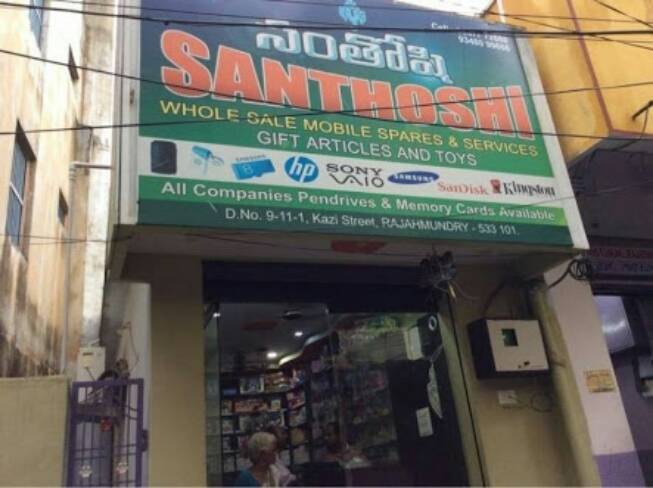 సంతోషి
SANTHOSHI
WHOLE SALE MOBILE SPARES & SERVICES
GIFT ARTICLES AND TOYS
SAMSUNG
hp
SONY
VAIO
SAMSUNG
SanDisk
Kingston
All Companies Pendrives & Memory Cards Available
D.No. 9-11-1, Kazi Street, RAJAHMUNDRY - 533 101.